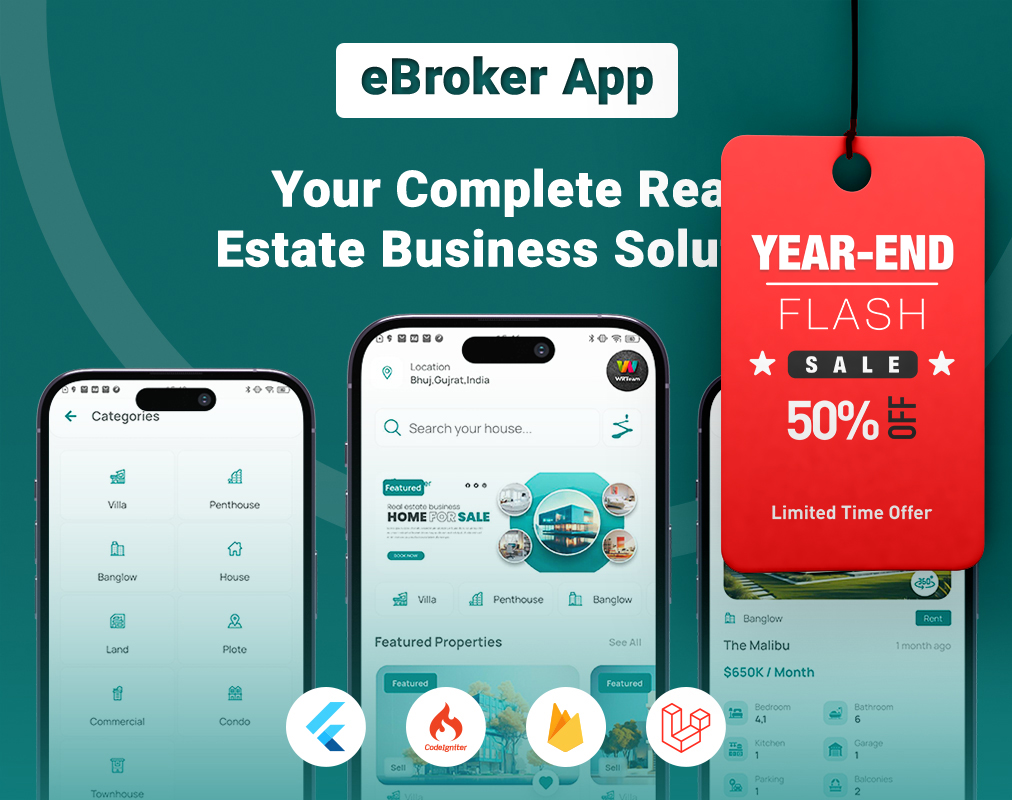 eBroker App
Your Complete Rea
Estate Business Solu
YEAR-END
FLASH
SALE
50% OFF
Limited Time Offer
Categories
Villa
Penthouse
Banglow
House
Land
Plote
Commercial
Condo
Townhouse
Location
Bhuj,Gujrat,India
WRTeam
Search your house...
Featured
Real estate business
HOME FOR SALE
BOOK NOW
Villa
Penthouse
Banglow
Featured Properties
See All
Featured
Featured
Sell
Sell
Villa
CodeIgniter
360°
Banglow
Rent
The Malibu
1 month ago
$650K / Month
Bedroom
4,1
Bathroom
6
Kitchen
1
Garage
1
Parking
1
Balconies
2